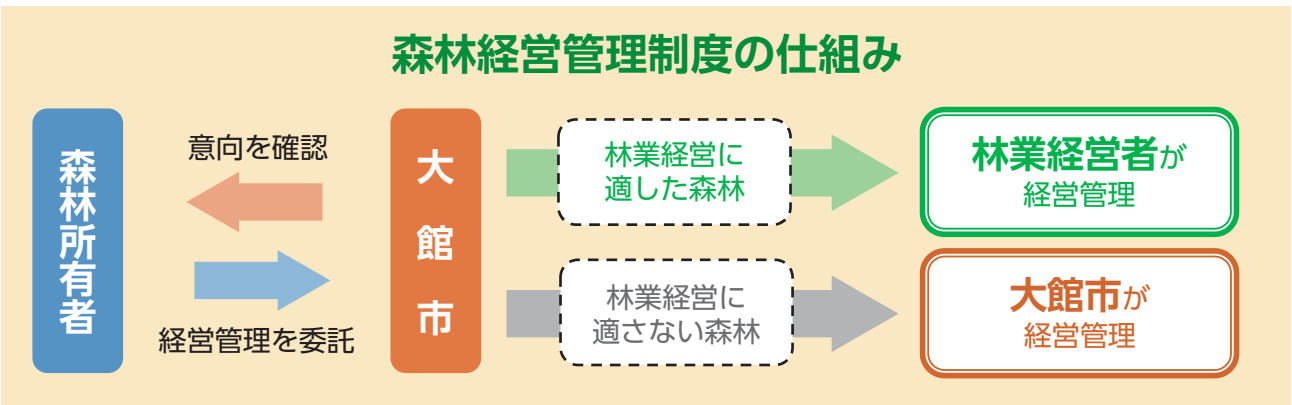 森林経営管理制度の仕組み
森林所有者
意向を確認
経営管理を委託
大館市
林業経営に
適した森林
林業経営者が
経営管理
林業経営に
適さない森林
大館市が
経営管理